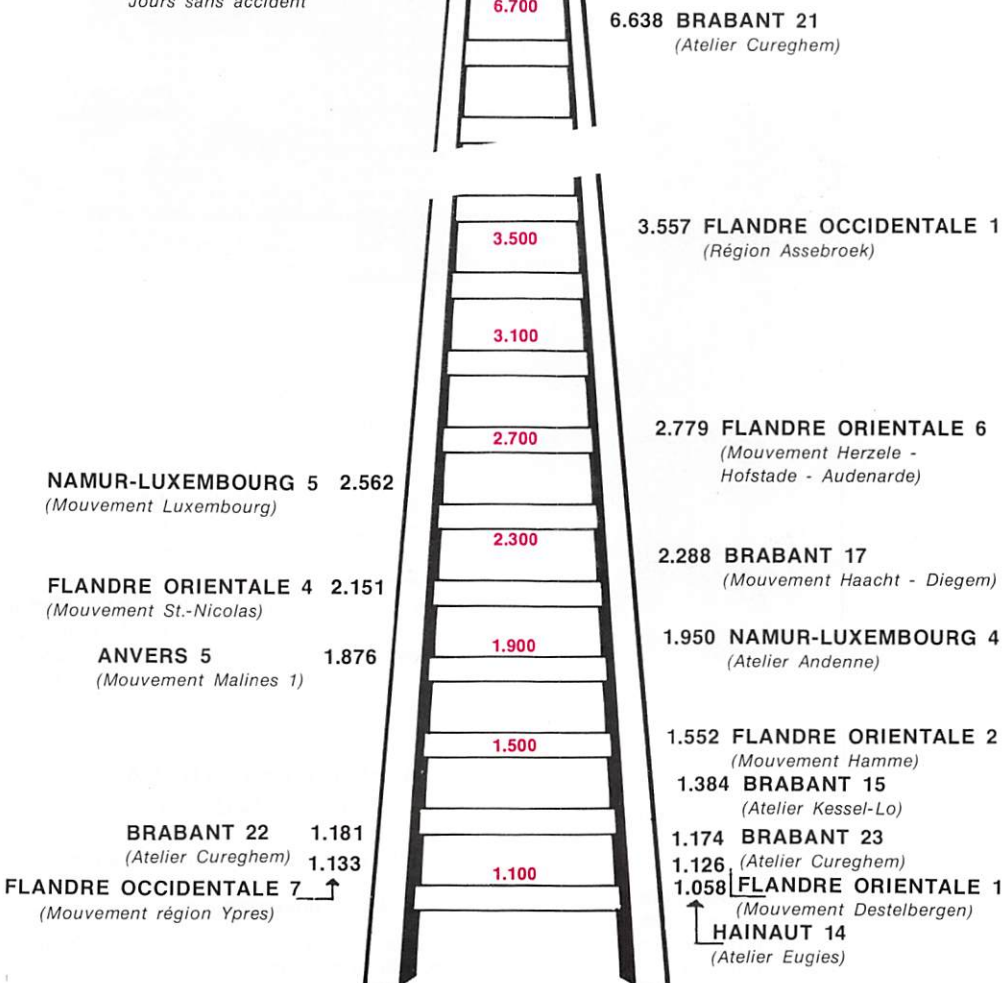 Jours sans accident
6.700
6.638 BRABANT 21
(Atelier Cureghem)
3.557 FLANDRE OCCIDENTALE 1
(Région Assebroek)
3.500
3.100
2.779 FLANDRE ORIENTALE 6
(Mouvement Herzele -
Hofstade - Audenarde)
2.700
NAMUR-LUXEMBOURG 5 2.562
(Mouvement Luxembourg)
2.300
2.288 BRABANT 17
(Mouvement Haacht - Diegem)
FLANDRE ORIENTALE 4 2.151
(Mouvement St.-Nicolas)
1.950 NAMUR-LUXEMBOURG 4
(Atelier Andenne)
1.900
ANVERS 5 1.876
(Mouvement Malines 1)
1.552 FLANDRE ORIENTALE 2
(Mouvement Hamme)
1.500
1.384 BRABANT 15
(Atelier Kessel-Lo)
BRABANT 22 1.181
(Atelier Cureghem)
1.133
FLANDRE OCCIDENTALE 7
(Mouvement région Ypres)
1.174 BRABANT 23
(Atelier Cureghem)
1.126
1.100
1.058 FLANDRE ORIENTALE 1
(Mouvement Destelbergen)
HAINAUT 14
(Atelier Eugies)